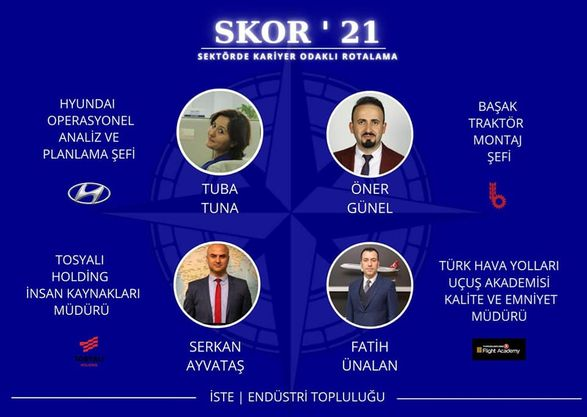 SKOR ' 21
SEKTÖRDE KARİYER ODAKLI ROTALAMA
HYUNDAI
OPERASYONEL
ANALİZ VE
PLANLAMA ŞEFİ
TUBA
TUNA
ÖNER
GÜNEL
BAŞAK
TRAKTÖR
MONTAJ
ŞEFİ
TOSYALI
HOLDİNG
İNSAN KAYNAKLARI
MÜDÜRÜ
TOSYALI
HOLDİNG
SERKAN
AYVATAŞ
FATİH
ÜNALAN
TÜRK HAVA YOLLARI
UÇUŞ AKADEMİSİ
KALİTE VE EMNİYET
MÜDÜRÜ
Flight Academy
İSTE | ENDÜSTRİ TOPLULUĞU